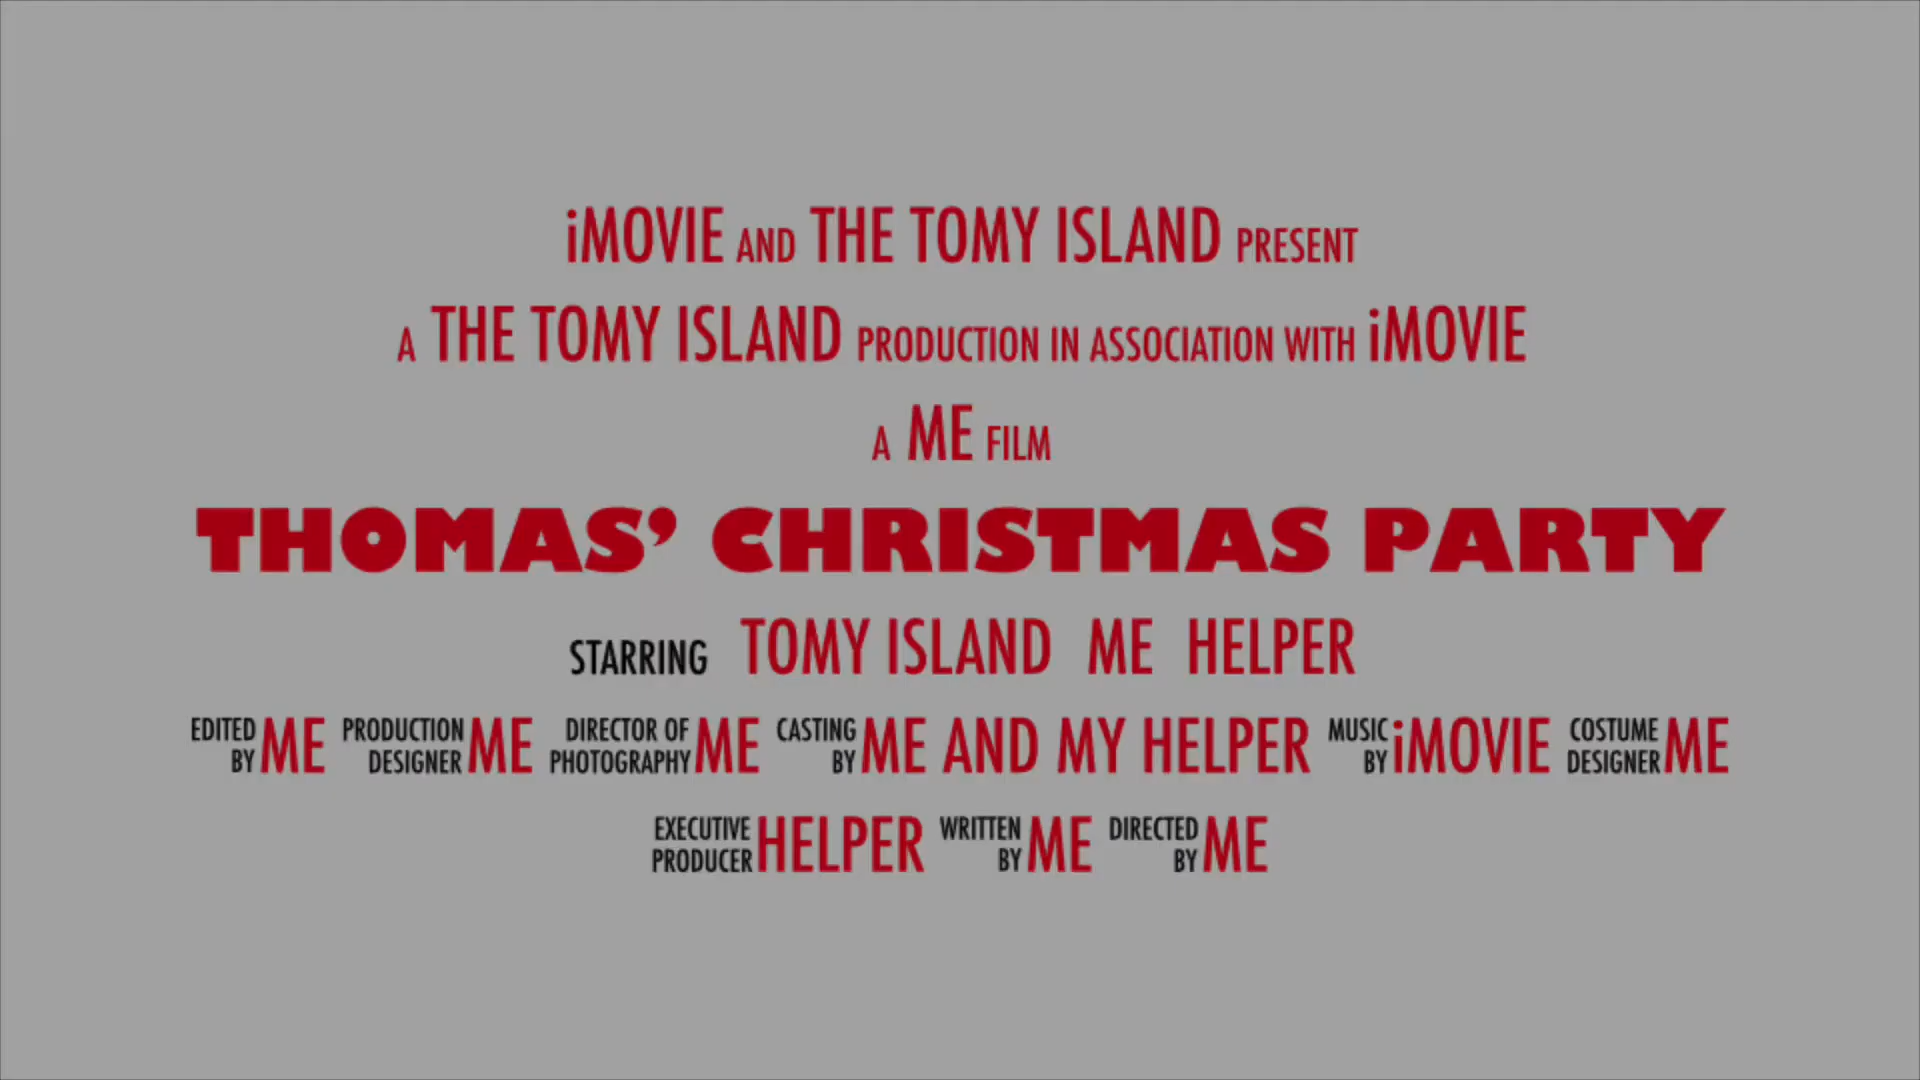 iMOVIE AND THE TOMY ISLAND PRESENT
A THE TOMY ISLAND PRODUCTION IN ASSOCIATION WITH iMOVIE
A ME FILM
THOMAS’ CHRISTMAS PARTY
STARRING TOMY ISLAND ME HELPER
EDITED BY ME PRODUCTION DESIGNER ME DIRECTOR OF PHOTOGRAPHY ME CASTING BY ME AND MY HELPER MUSIC BY iMOVIE COSTUME DESIGNER ME
EXECUTIVE PRODUCER HELPER WRITTEN BY ME DIRECTED BY ME